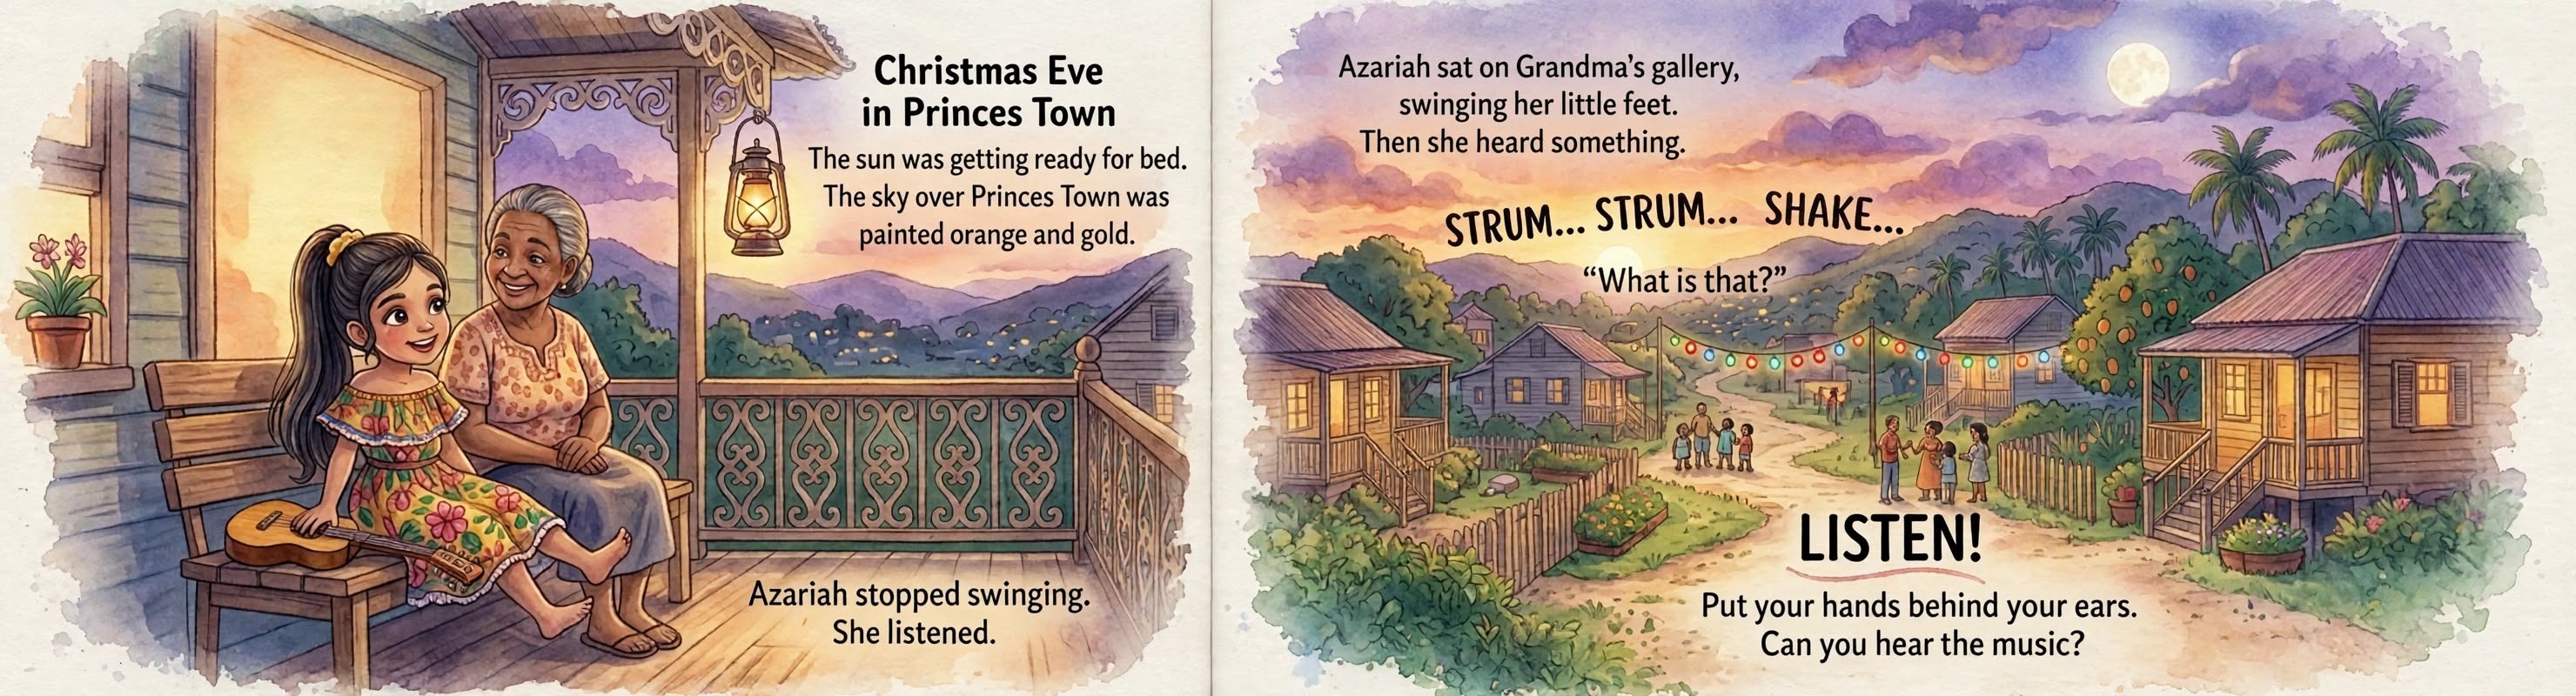 Christmas Eve
in Princes Town
The sun was getting ready for bed.
The sky over Princes Town was
painted orange and gold.
Azariah stopped swinging.
She listened.
Azariah sat on Grandma’s gallery,
swinging her little feet.
Then she heard something.
STRUM... STRUM... SHAKE...
“What is that?”
LISTEN!
Put your hands behind your ears.
Can you hear the music?